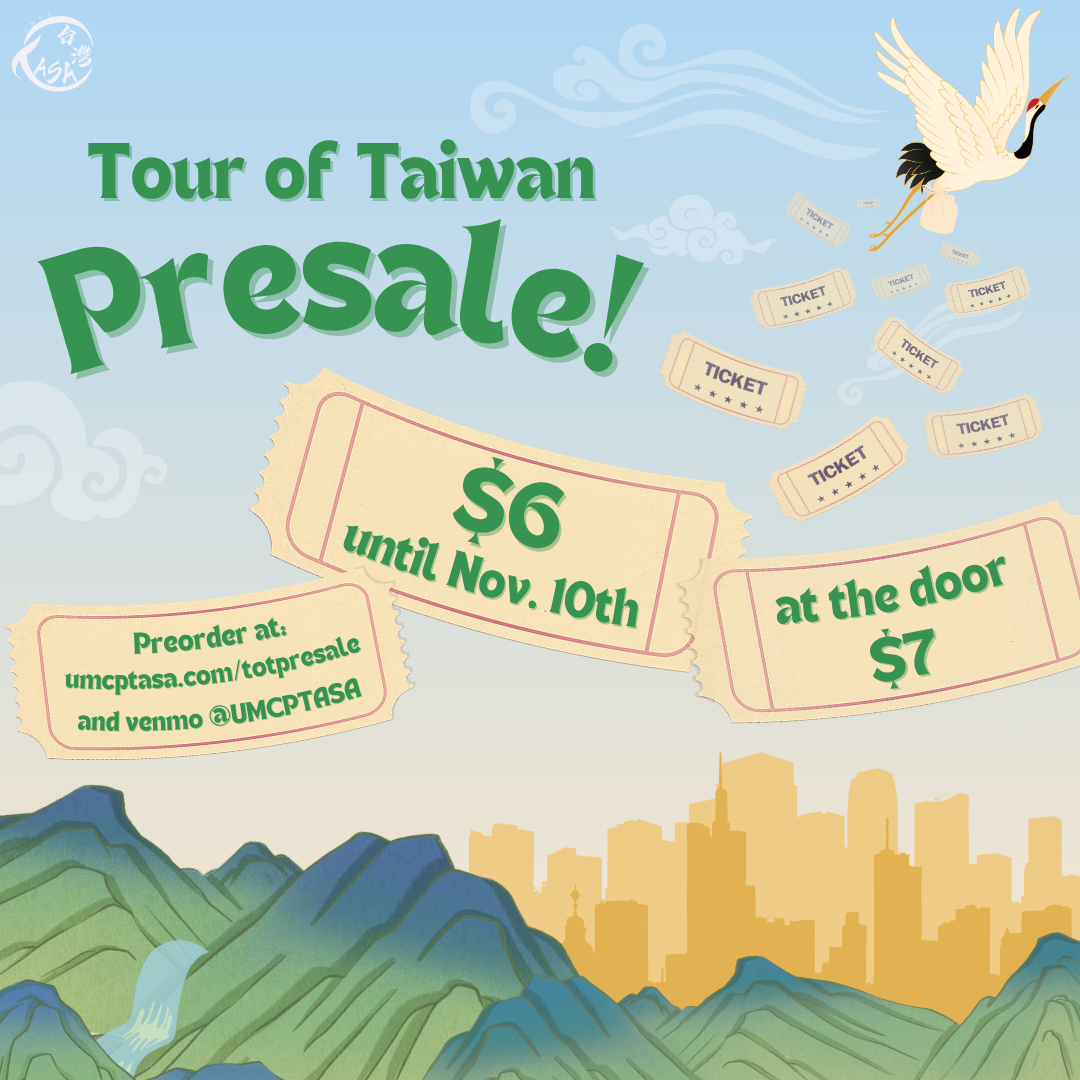 台灣
TASA
Tour of Taiwan
Presale!
TICKET
TICKET
TICKET
TICKET
TICKET
TICKET
TICKET
TICKET
$6
until Nov. 10th
at the door
$7
Preorder at:
umcptasa.com/totpresale
and venmo @UMCPTASA